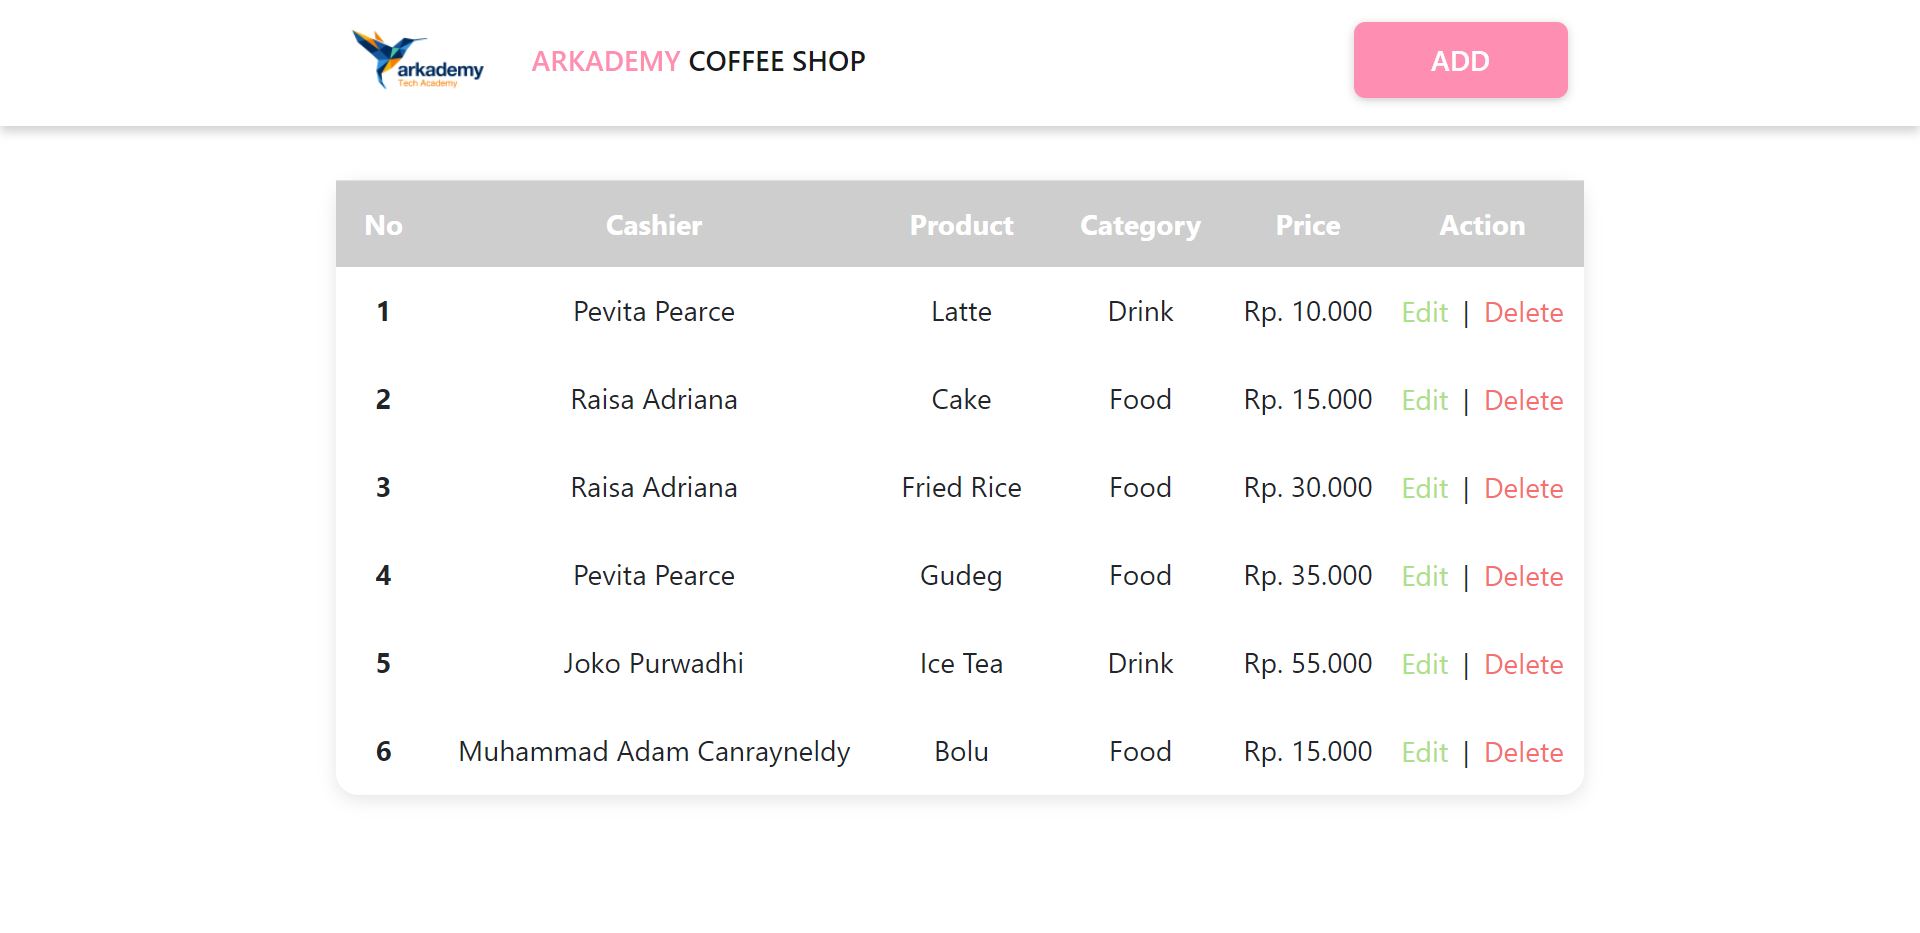 arkademy
Tech Academy
ARKADEMY COFFEE SHOP
ADD
No Cashier Product Category Price Action
1 Pevita Pearce Latte Drink Rp. 10.000 Edit | Delete
2 Raisa Adriana Cake Food Rp. 15.000 Edit | Delete
3 Raisa Adriana Fried Rice Food Rp. 30.000 Edit | Delete
4 Pevita Pearce Gudeg Food Rp. 35.000 Edit | Delete
5 Joko Purwadhi Ice Tea Drink Rp. 55.000 Edit | Delete
6 Muhammad Adam Canrayneldy Bolu Food Rp. 15.000 Edit | Delete